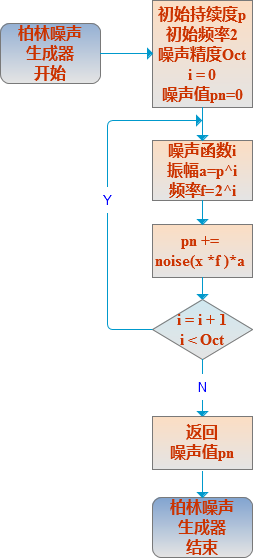 柏林噪声
生成器
开始
初始持续度p
初始频率2
噪声精度Oct
i = 0
噪声值pn=0
噪声函数i
振幅a=p^i
频率f=2^i
Y
pn +=
noise(x *f )*a
i = i + 1
i < Oct
N
返回
噪声值pn
柏林噪声
生成器
结束